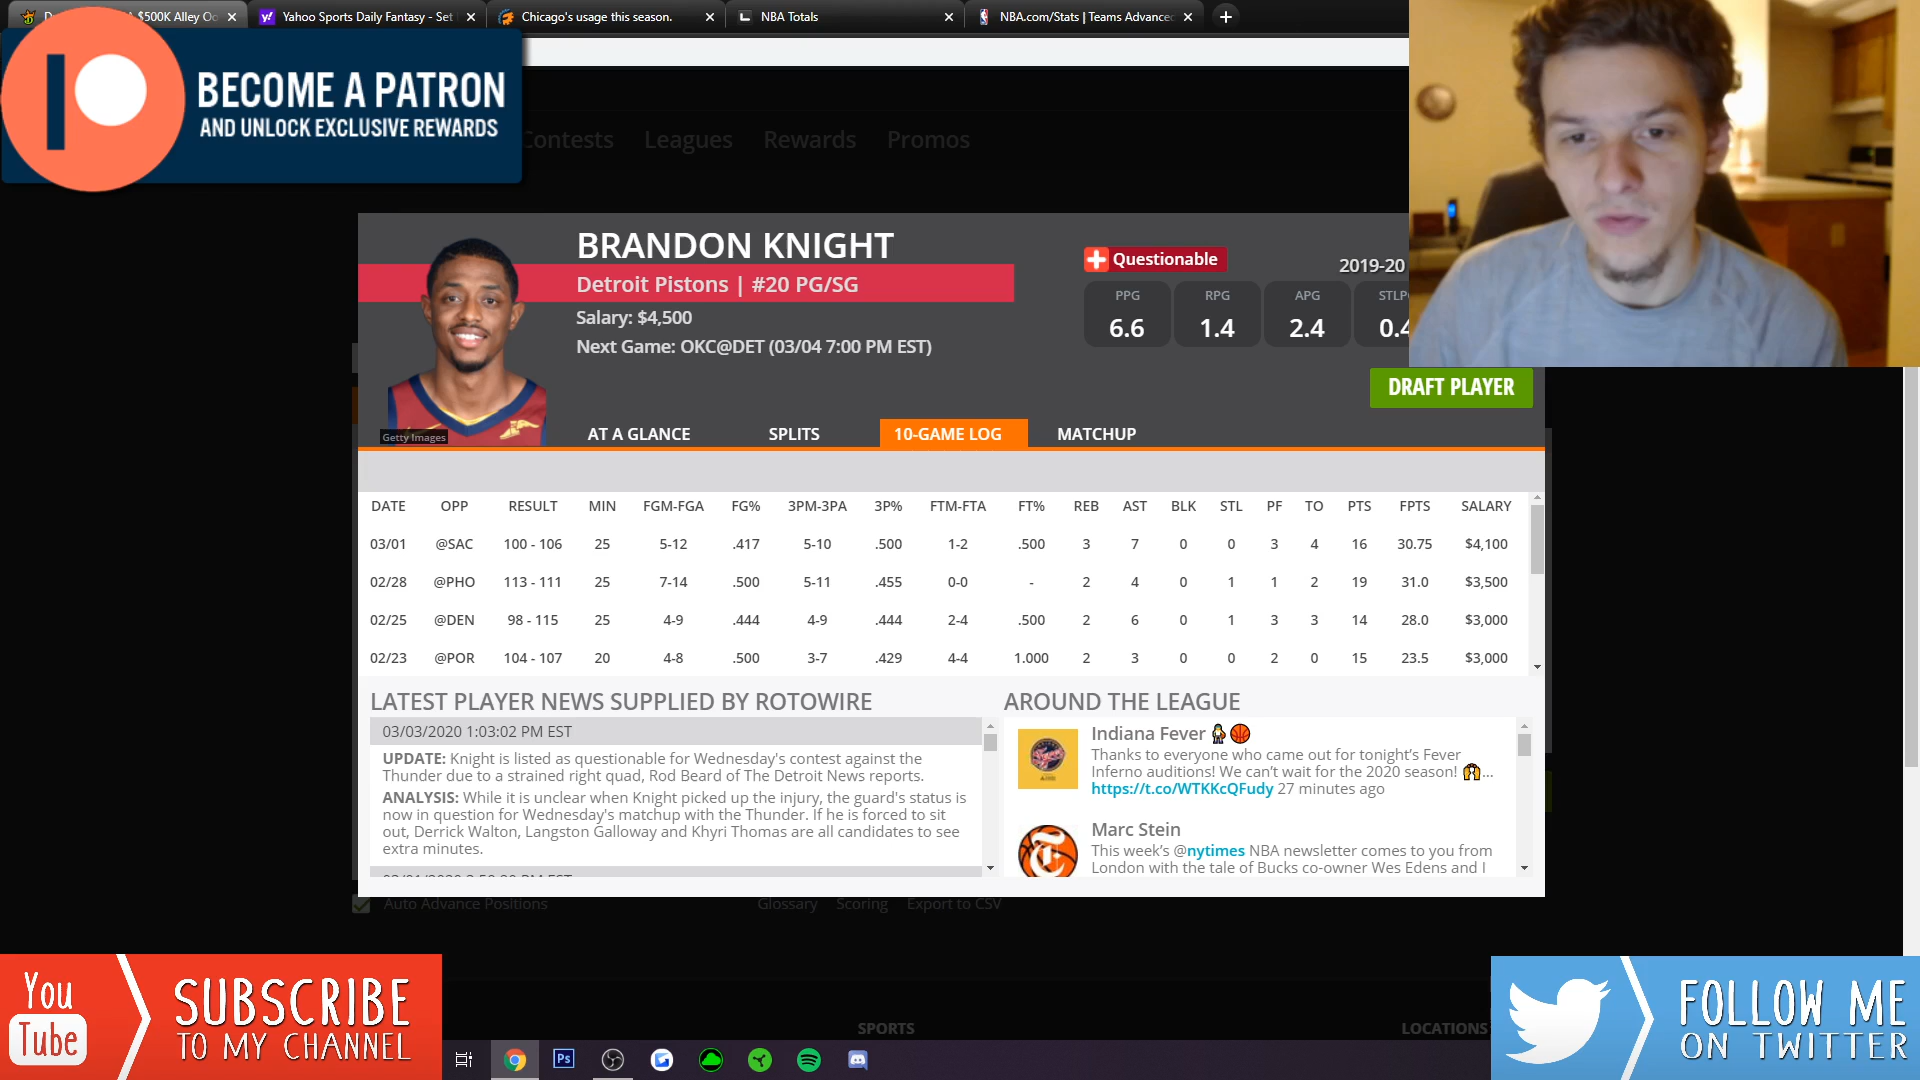 $500K Alley Oo
Yahoo Sports Daily Fantasy - Set
Chicago's usage this season.
NBA Totals
NBA.com/Stats | Teams Advanced
BECOME A PATRON
AND UNLOCK EXCLUSIVE REWARDS
Contests Leagues Rewards Promos
BRANDON KNIGHT
Detroit Pistons | #20 PG/SG
Salary: $4,500
Next Game: OKC@DET (03/04 7:00 PM EST)
Questionable
2019-20
PPG RPG APG
6.6 1.4 2.4 0.4
DRAFT PLAYER
Getty Images
AT A GLANCE SPLITS 10-GAME LOG MATCHUP
DATE OPP RESULT MIN FGM-FGA FG% 3PM-3PA 3P% FTM-FTA FT% REB AST BLK STL PF TO PTS FPTS SALARY
03/01 @SAC 100 - 106 25 5-12 .417 5-10 .500 1-2 .500 3 7 0 0 3 4 16 30.75 $4,100
02/28 @PHO 113 - 111 25 7-14 .500 5-11 .455 0-0 - 2 4 0 1 1 2 19 31.0 $3,500
02/25 @DEN 98 - 115 25 4-9 .444 4-9 .444 2-4 .500 2 6 0 1 3 3 14 28.0 $3,000
02/23 @POR 104 - 107 20 4-8 .500 3-7 .429 4-4 1.000 2 3 0 0 2 0 15 23.5 $3,000
LATEST PLAYER NEWS SUPPLIED BY ROTOWIRE
03/03/2020 1:03:02 PM EST
UPDATE: Knight is listed as questionable for Wednesday's contest against the
Thunder due to a strained right quad, Rod Beard of The Detroit News reports.
ANALYSIS: While it is unclear when Knight picked up the injury, the guard's status is
now in question for Wednesday's matchup with the Thunder. If he is forced to sit
out, Derrick Walton, Langston Galloway and Khyri Thomas are all candidates to see
extra minutes.
AROUND THE LEAGUE
Indiana Fever
Thanks to everyone who came out for tonight's Fever
Inferno auditions! We can't wait for the 2020 season! ...
https://t.co/WTKKcQFudy 27 minutes ago
Marc Stein
This week's @nytimes NBA newsletter comes to you from
London with the tale of Bucks co-owner Wes Edens and I
Auto Advance Positions
Glossary Scoring Export to CSV
SPORTS
LOCATIONS
You
Tube
SUBSCRIBE
TO MY CHANNEL
Ps
FOLLOW ME
ON TWITTER